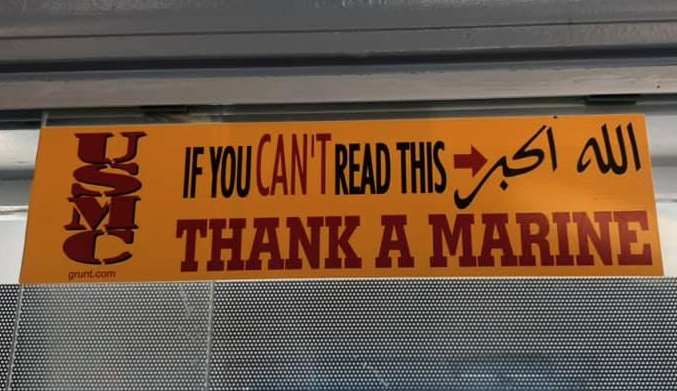 USMC
IF YOU CAN'T READ THIS الله اكبر
THANK A MARINE
grunt.com